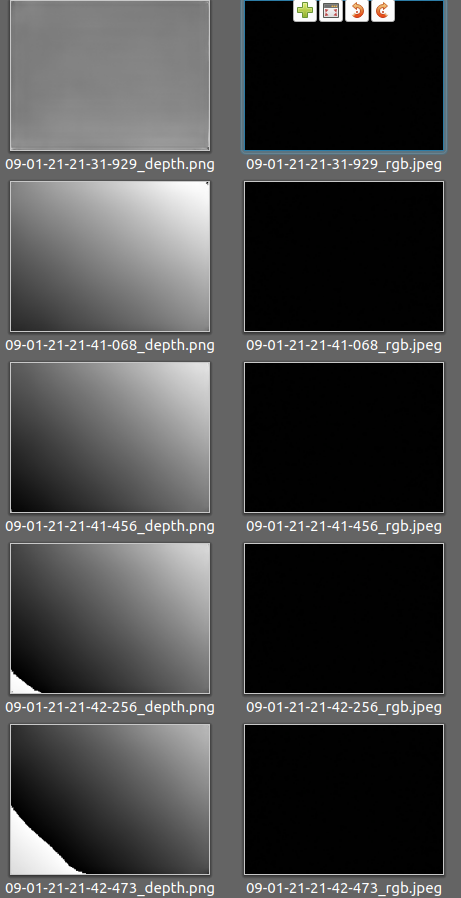 09-01-21-21-31-929_depth.png 09-01-21-21-31-929_rgb.jpeg
09-01-21-21-41-068_depth.png 09-01-21-21-41-068_rgb.jpeg
09-01-21-21-41-456_depth.png 09-01-21-21-41-456_rgb.jpeg
09-01-21-21-42-256_depth.png 09-01-21-21-42-256_rgb.jpeg
09-01-21-21-42-473_depth.png 09-01-21-21-42-473_rgb.jpeg